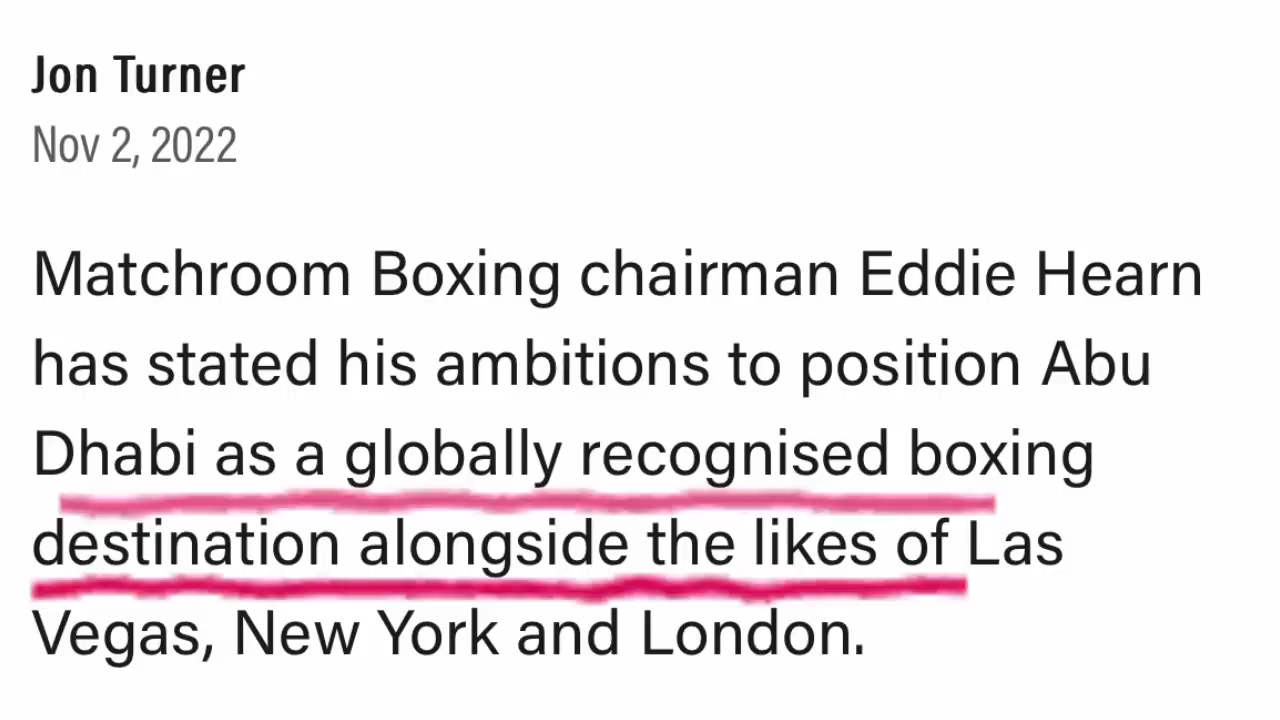 Jon Turner
Nov 2, 2022
Matchroom Boxing chairman Eddie Hearn
has stated his ambitions to position Abu
Dhabi as a globally recognised boxing
destination alongside the likes of Las
Vegas, New York and London.